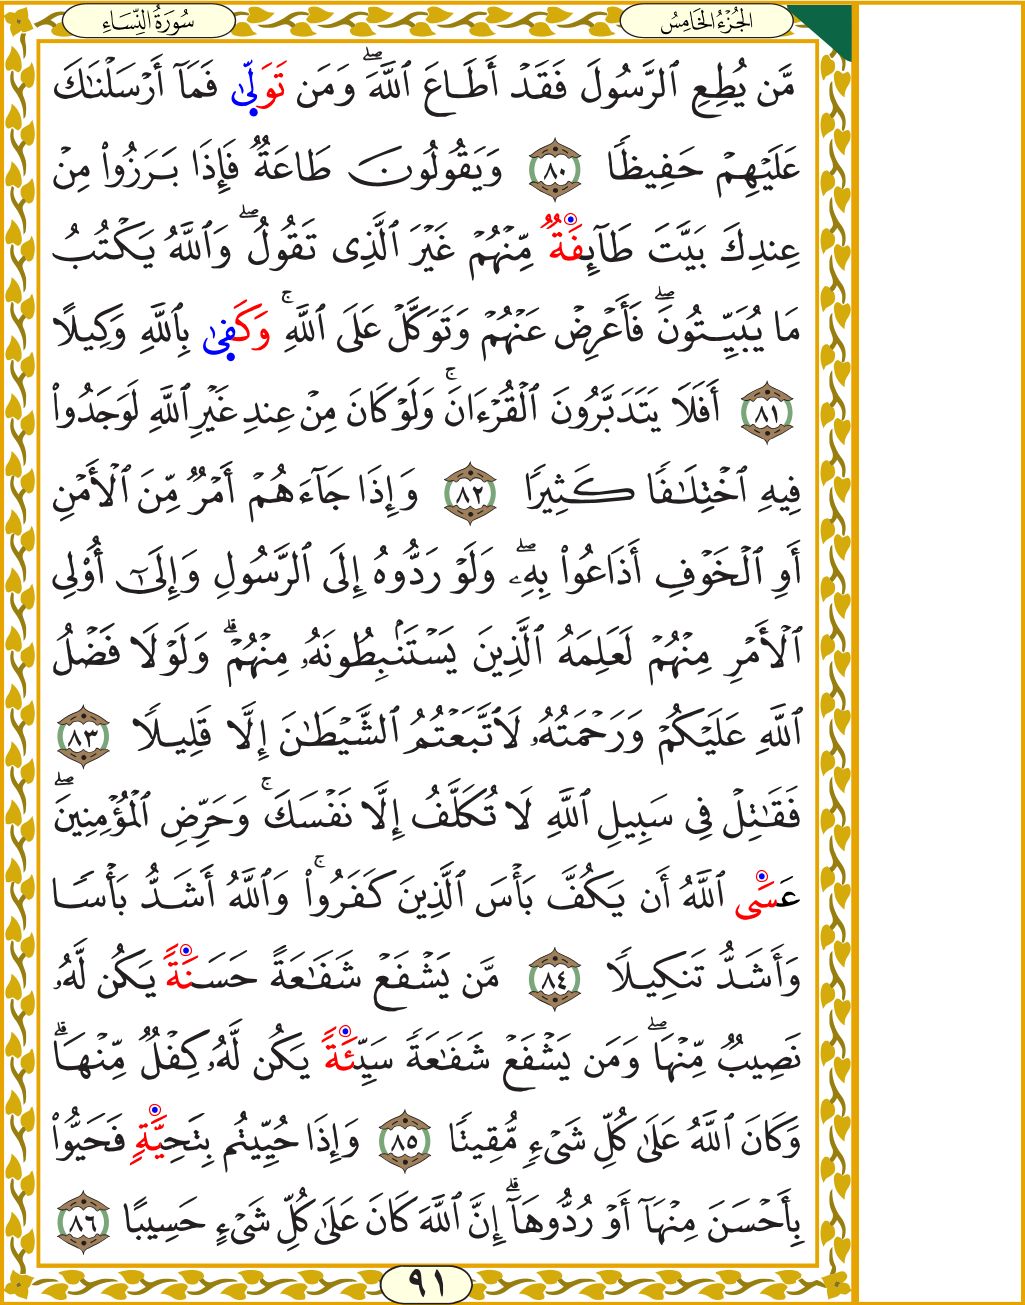 الجُزْءُ الخَامِسُ
سُورَةُ النِّسَاءِ
مَّن يُطِعِ ٱلرَّسُولَ فَقَدْ أَطَاعَ ٱللَّهَۖ وَمَن تَوَلّٜىٰ فَمَآ أَرْسَلْنَٰكَ
عَلَيْهِمْ حَفِيظًا ٨٠ وَيَقُولُونَ طَاعَةٌ فَإِذَا بَرَزُوا۟ مِنْ
عِندِكَ بَيَّتَ طَآئِفَةٌ مِّنْهُمْ غَيْرَ ٱلَّذِى تَقُولُۖ وَٱللَّهُ يَكْتُبُ
مَا يُبَيِّتُونَۖ فَأَعْرِضْ عَنْهُمْ وَتَوَكَّلْ عَلَى ٱللَّهِۚ وَكَفٜىٰ بِٱللَّهِ وَكِيلًا
٨١ أَفَلَا يَتَدَبَّرُونَ ٱلْقُرْءَانَۚ وَلَوْ كَانَ مِنْ عِندِ غَيْرِ ٱللَّهِ لَوَجَدُوا۟
فِيهِ ٱخْتِلَٰفًا كَثِيرًا ٨٢ وَإِذَا جَآءَهُمْ أَمْرٌ مِّنَ ٱلْأَمْنِ
أَوِ ٱلْخَوْفِ أَذَاعُوا۟ بِهِۦۖ وَلَوْ رَدُّوهُ إِلَى ٱلرَّسُولِ وَإِلَىٰٓ أُو۟لِى
ٱلْأَمْرِ مِنْهُمْ لَعَلِمَهُ ٱلَّذِينَ يَسْتَنۢبِطُونَهُۥ مِنْهُمْۗ وَلَوْلَا فَضْلُ
ٱللَّهِ عَلَيْكُمْ وَرَحْمَتُهُۥ لَٱتَّبَعْتُمُ ٱلشَّيْطَٰنَ إِلَّا قَلِيلًا ٨٣
فَقَٰتِلْ فِى سَبِيلِ ٱللَّهِ لَا تُكَلَّفُ إِلَّا نَفْسَكَۚ وَحَرِّضِ ٱلْمُؤْمِنِينَۖ
عَسَى ٱللَّهُ أَن يَكُفَّ بَأْسَ ٱلَّذِينَ كَفَرُوا۟ۚ وَٱللَّهُ أَشَدُّ بَأْسًا
وَأَشَدُّ تَنكِيلًا ٨٤ مَّن يَشْفَعْ شَفَٰعَةً حَسَنَةً يَكُن لَّهُۥ
نَصِيبٌ مِّنْهَاۖ وَمَن يَشْفَعْ شَفَٰعَةً سَيِّئَةً يَكُن لَّهُۥ كِفْلٌ مِّنْهَاۗ
وَكَانَ ٱللَّهُ عَلَىٰ كُلِّ شَىْءٍ مُّقِيتًا ٨٥ وَإِذَا حُيِّيتُم بِتَحِيَّةٍ فَحَيُّوا۟
بِأَحْسَنَ مِنْهَآ أَوْ رُدُّوهَآۗ إِنَّ ٱللَّهَ كَانَ عَلَىٰ كُلِّ شَىْءٍ حَسِيبًا ٨٦
٩١